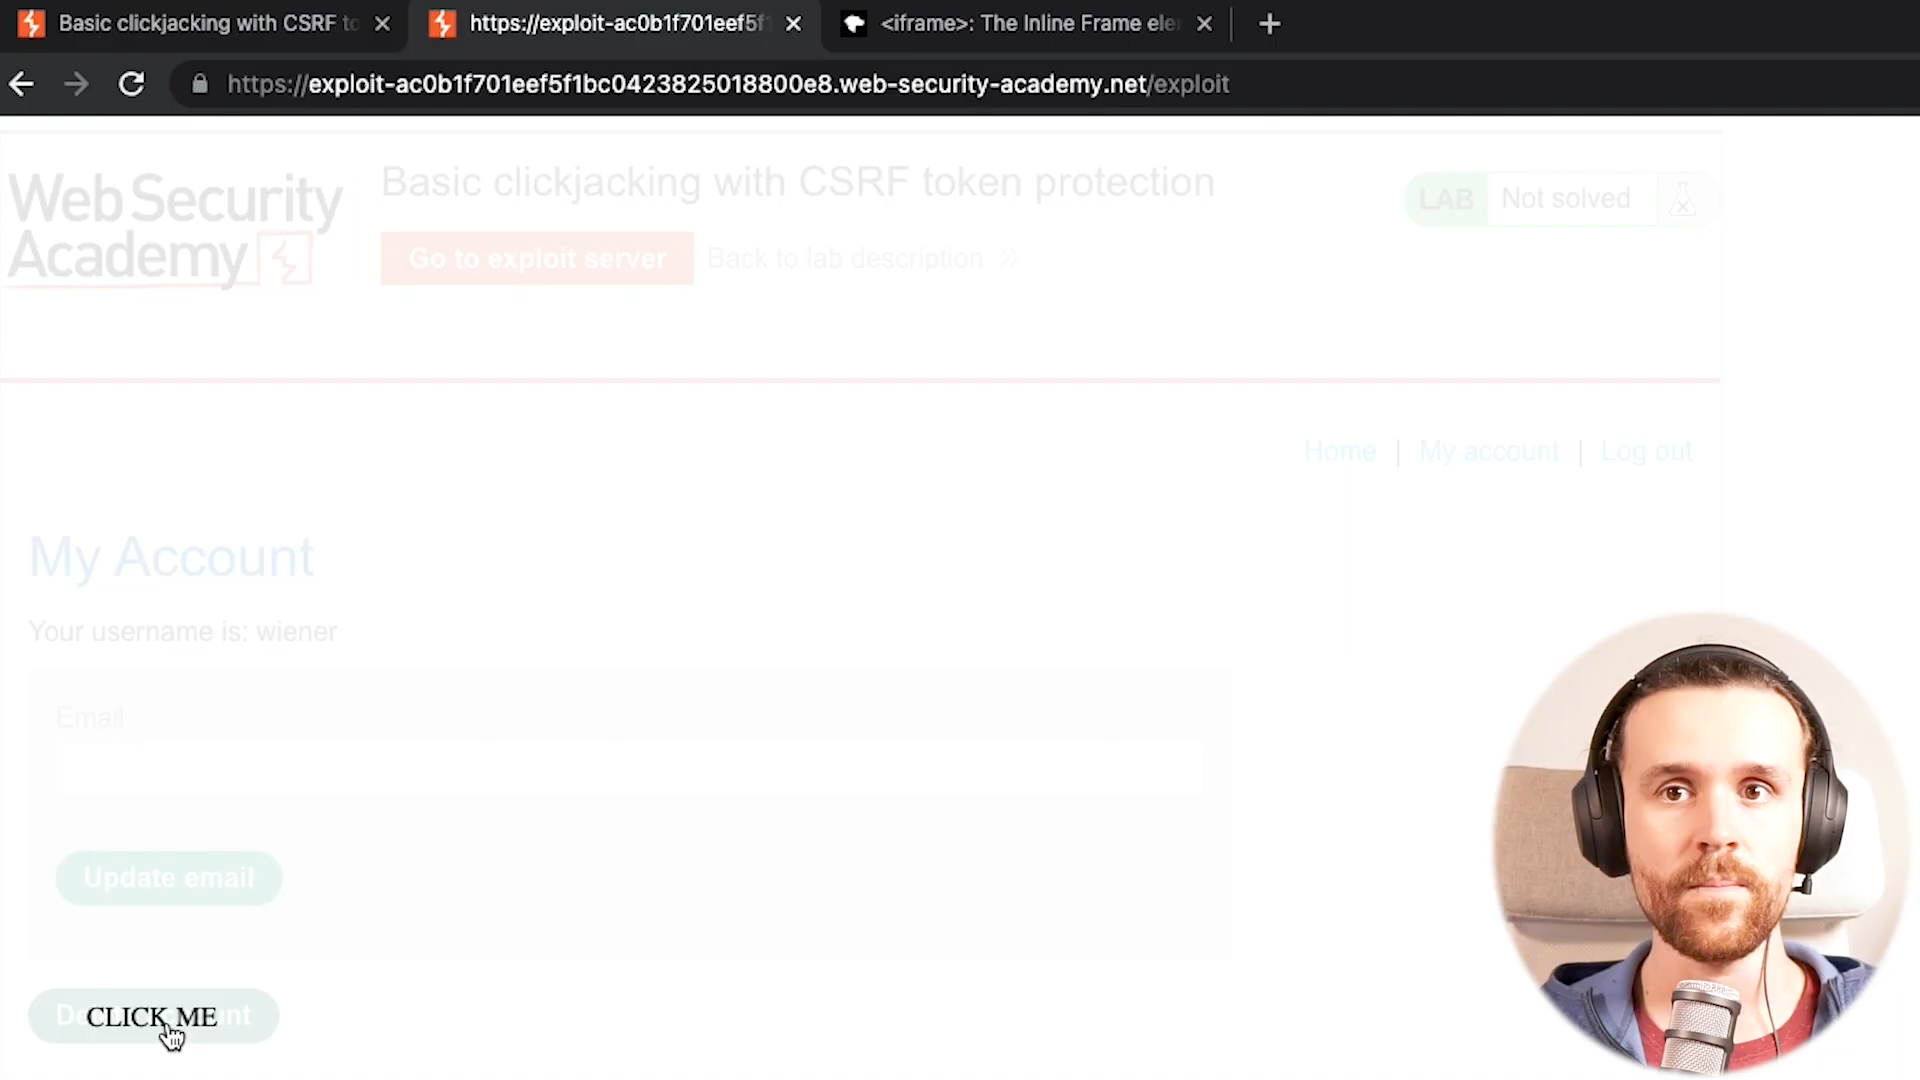 Basic clickjacking with CSRF to
https://exploit-ac0b1f701eef5f1
<iframe>: The Inline Frame ele
https://exploit-ac0b1f701eef5f1bc0423825018800e8.web-security-academy.net/exploit
Web Security
Academy
Basic clickjacking with CSRF token protection
Go to exploit server
Back to lab description
LAB
Not solved
Home | My account | Log out
My Account
Your username is: wiener
Email
Update email
CLICK ME